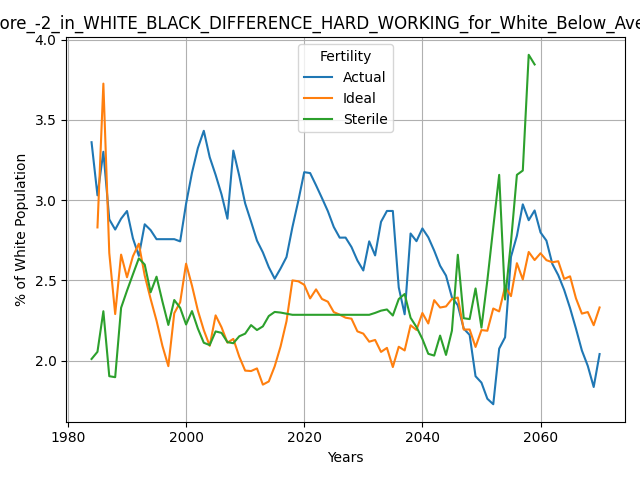 ore_-2_in_WHITE_BLACK_DIFFERENCE_HARD_WORKING_for_White_Below_Ave
4.0
3.5
3.0
2.5
2.0
% of White Population
Fertility
Actual
Ideal
Sterile
1980
2000
2020
2040
2060
Years